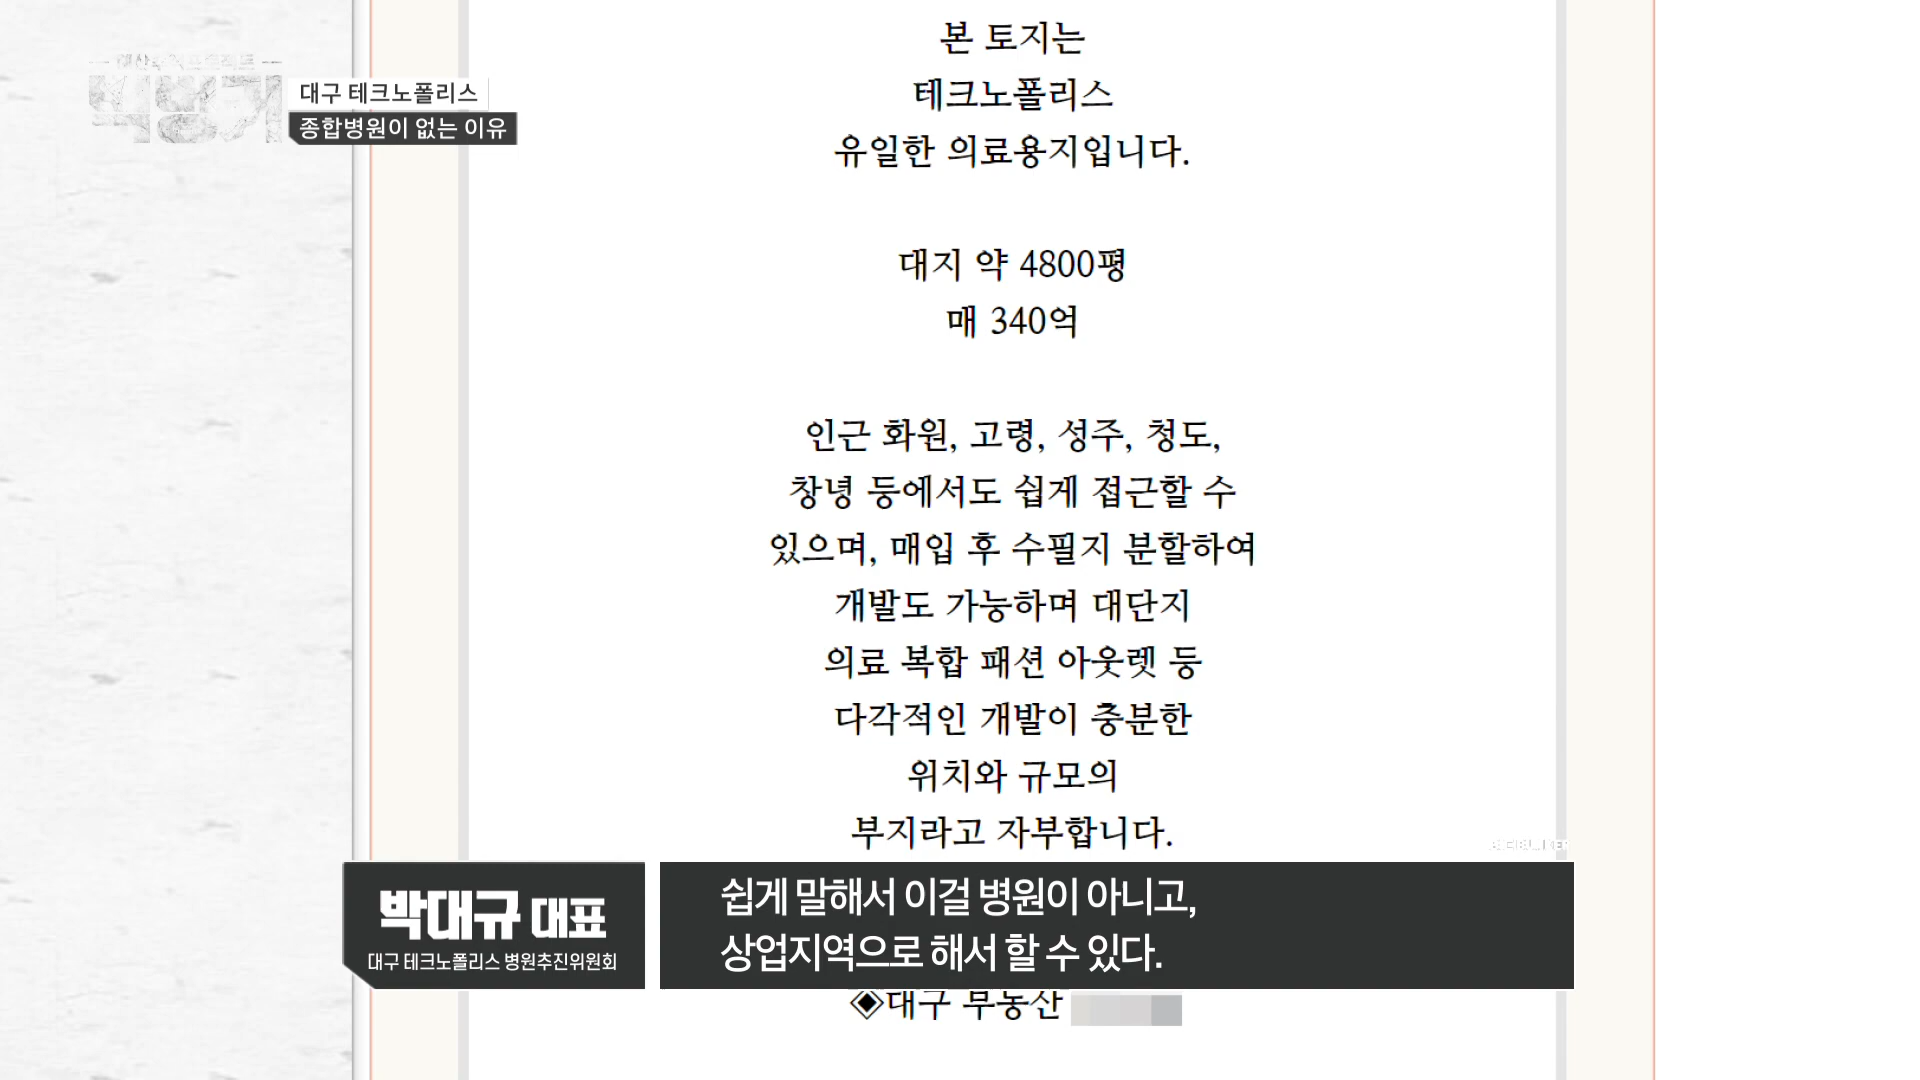 대구 테크노폴리스
종합병원이 없는 이유
본 토지는
테크노폴리스
유일한 의료용지입니다.
대지 약 4800평
매 340억
인근 화원, 고령, 성주, 청도,
창녕 등에서도 쉽게 접근할 수
있으며, 매입 후 수필지 분할하여
개발도 가능하며 대단지
의료 복합 패션 아웃렛 등
다각적인 개발이 충분한
위치와 규모의
부지라고 자부합니다.
박대규 대표
대구 테크노폴리스 병원추진위원회
쉽게 말해서 이걸 병원이 아니고,
상업지역으로 해서 할 수 있다.
◈대구 부동산